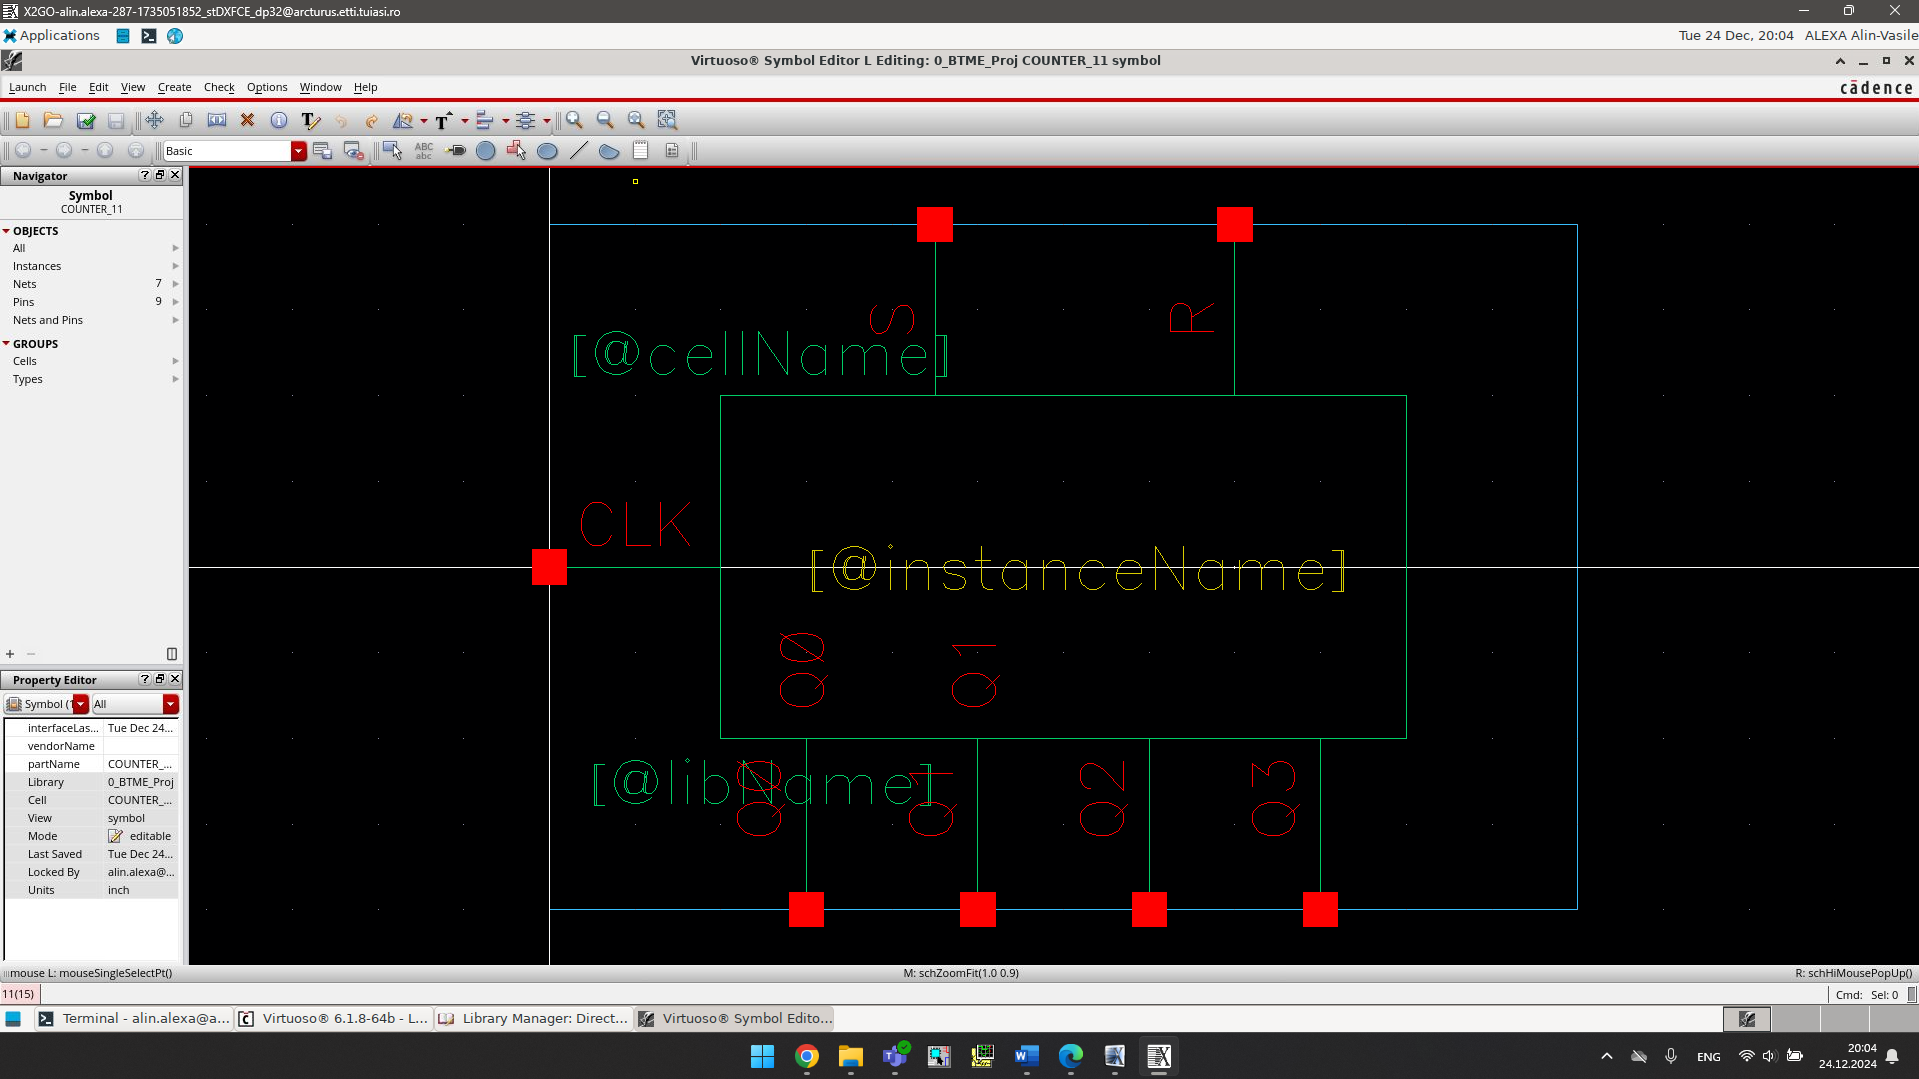 X2GO-alin.alexa-287-1735051852_stDXFCE_dp32@arcturus.etti.tuiasi.ro
Applications
Tue 24 Dec, 20:04 ALEXA Alin-Vasile
Virtuoso® Symbol Editor L Editing: 0_BTME_Proj COUNTER_11 symbol
Launch File Edit View Create Check Options Window Help
cādence
Basic
ABC
abc
Navigator
Symbol
COUNTER_11
OBJECTS
All
Instances
Nets 7
Pins 9
Nets and Pins
GROUPS
Cells
Types
S
R
[@cellName]
CLK
[@instanceName]
Q0 Q1
[@libName]
Q0 Q1 Q2 Q3
Property Editor
Symbol (1 All
interfaceLas... Tue Dec 24...
vendorName
partName COUNTER_...
Library 0_BTME_Proj
Cell COUNTER_...
View symbol
Mode editable
Last Saved Tue Dec 24...
Locked By alin.alexa@...
Units inch
mouse L: mouseSingleSelectPt() M: schZoomFit(1.0 0.9) R: schHiMousePopUp()
11(15) Cmd: Sel: 0
Terminal - alin.alexa@a... Virtuoso® 6.1.8-64b - L... Library Manager: Direct... Virtuoso® Symbol Edito...
ENG
20:04
24.12.2024